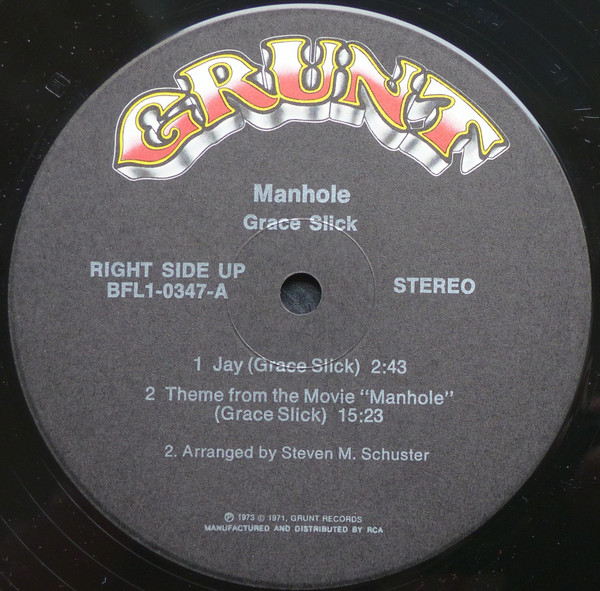 GRUNT
Manhole
Grace Slick
RIGHT SIDE UP
BFL1-0347-A
STEREO
1 Jay (Grace Slick) 2:43
2 Theme from the Movie "Manhole"
(Grace Slick) 15:23
2. Arranged by Steven M. Schuster
℗ 1973 © 1971, GRUNT RECORDS
MANUFACTURED AND DISTRIBUTED BY RCA